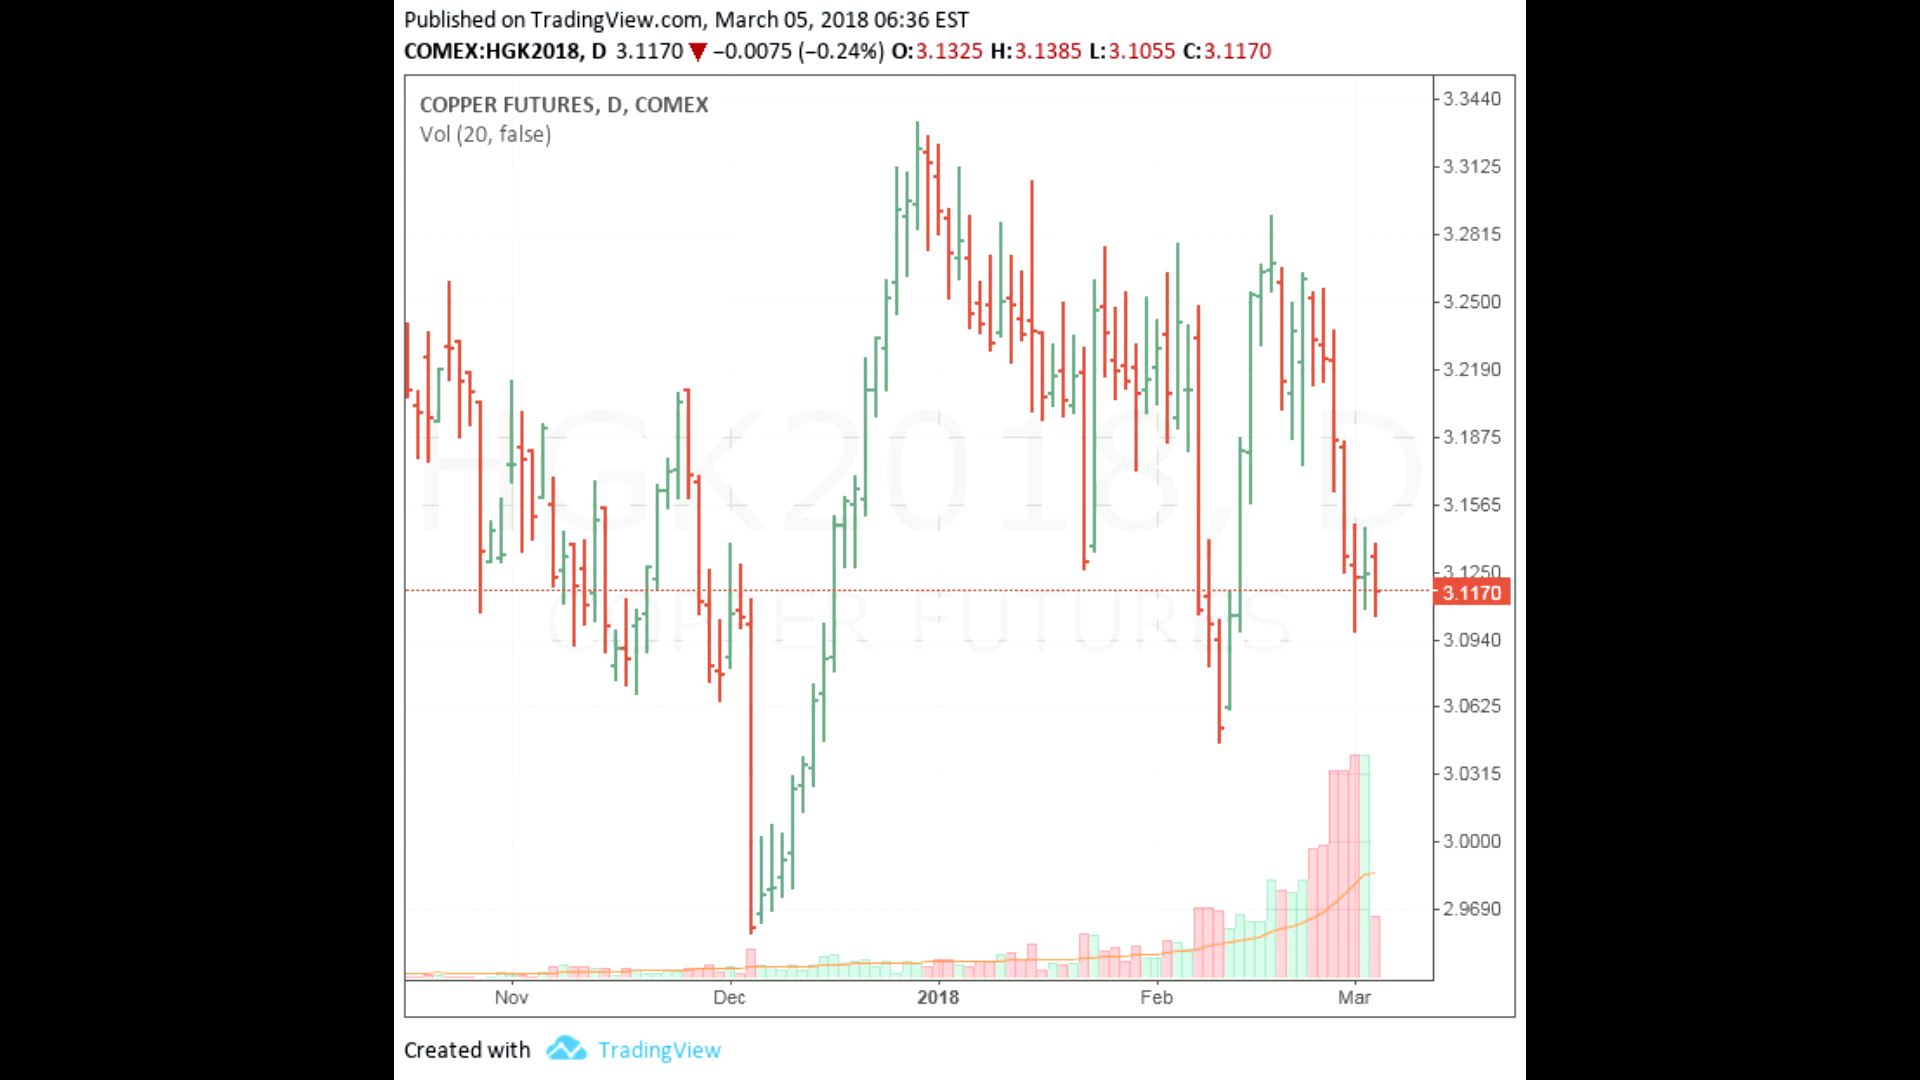 Published on TradingView.com, March 05, 2018 06:36 EST
COMEX:HGK2018, D 3.1170 ▼ −0.0075 (−0.24%) O:3.1325 H:3.1385 L:3.1055 C:3.1170
COPPER FUTURES, D, COMEX
Vol (20, false)
3.3440
3.3125
3.2815
3.2500
3.2190
3.1875
HGK2018, D
3.1565
3.1250
3.1170
COPPER FUTURES
3.0940
3.0625
3.0315
3.0000
2.9690
Nov Dec 2018 Feb Mar
Created with TradingView